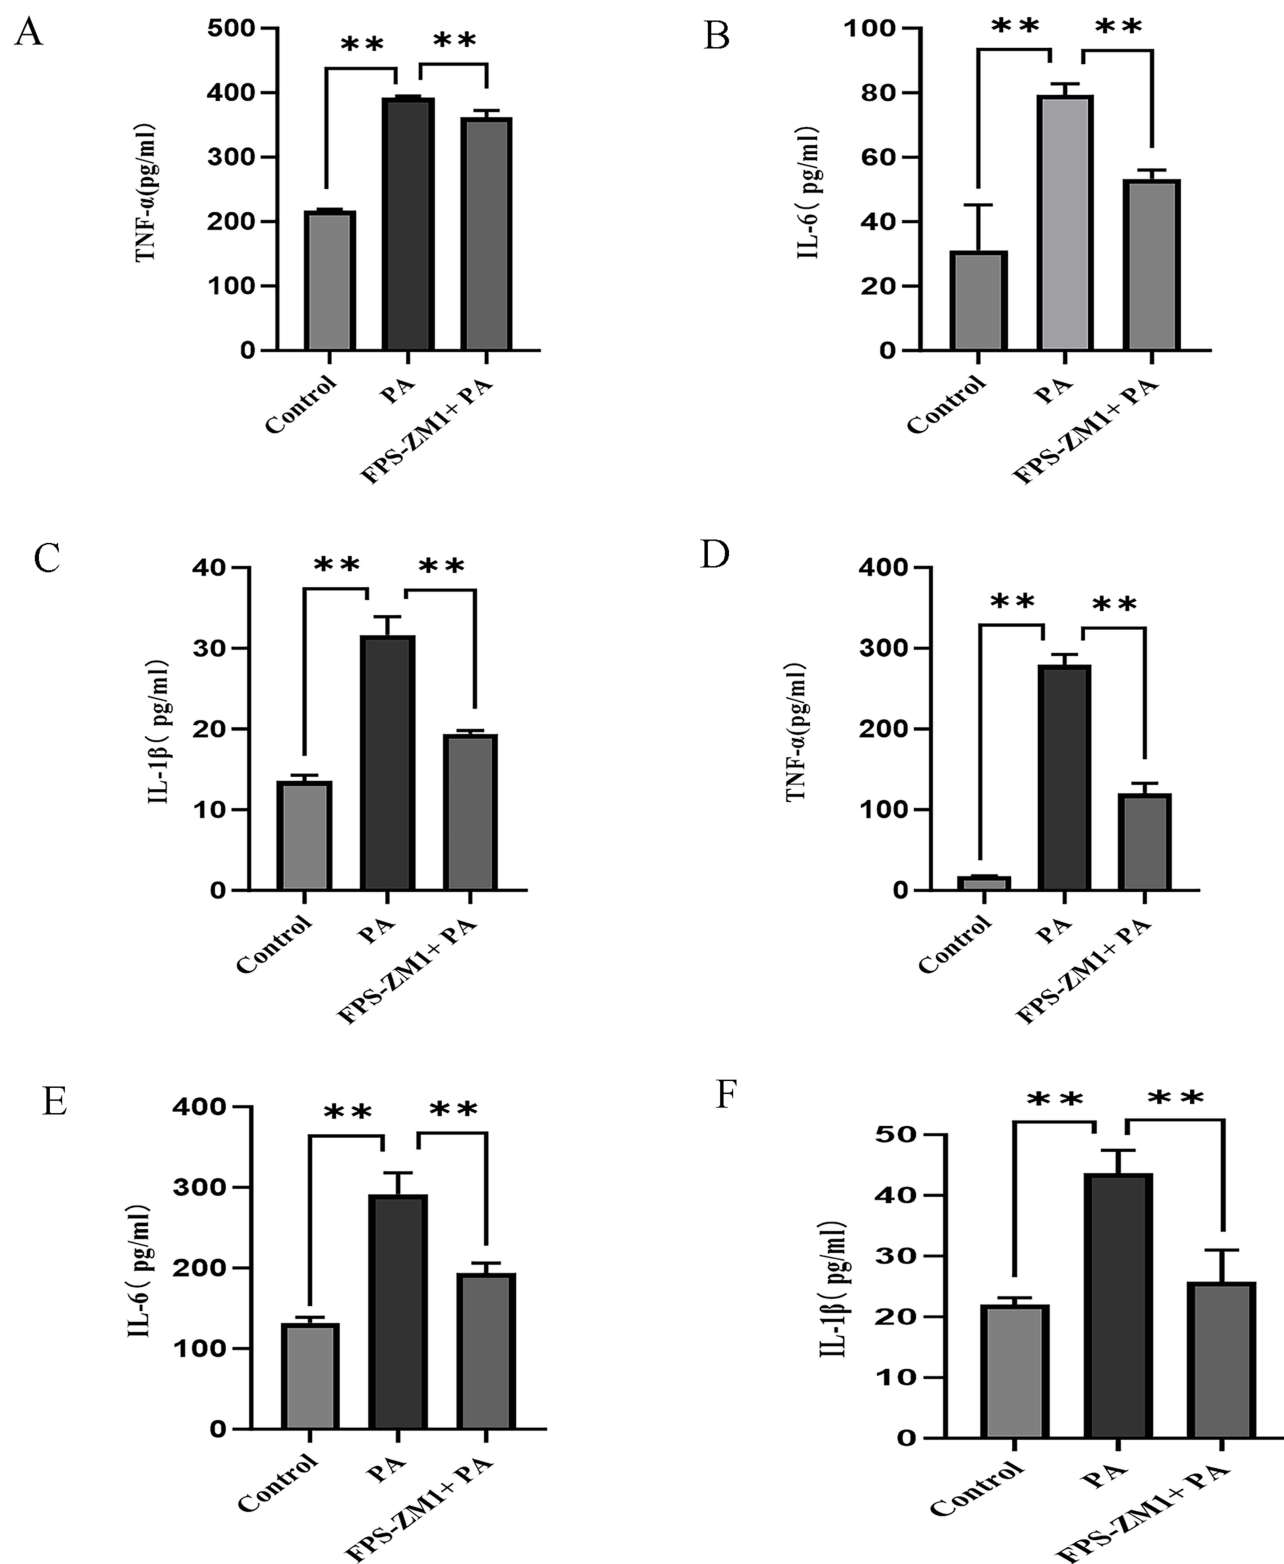 A
500
400
300
200
100
0
TNF-α(pg/ml)
** **
Control
PA
FPS-ZM1+ PA
B
100
80
60
40
20
0
IL-6( pg/ml)
** **
Control
PA
FPS-ZM1+ PA
C
40
30
20
10
0
IL-1β( pg/ml)
** **
Control
PA
FPS-ZM1+ PA
D
400
300
200
100
0
TNF-α(pg/ml)
** **
Control
PA
FPS-ZM1+ PA
E
400
300
200
100
0
IL-6( pg/ml)
** **
Control
PA
FPS-ZM1+ PA
F
50
40
30
20
10
0
IL-1β( pg/ml)
** **
Control
PA
FPS-ZM1+ PA